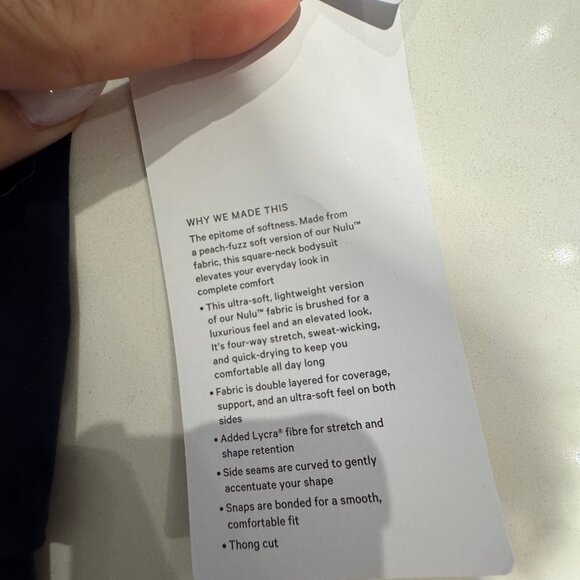 WHY WE MADE THIS
The epitome of softness. Made from
a peach-fuzz soft version of our Nulu™
fabric, this square-neck bodysuit
elevates your everyday look in
complete comfort
• This ultra-soft, lightweight version
of our Nulu™ fabric is brushed for a
luxurious feel and an elevated look.
It's four-way stretch, sweat-wicking,
and quick-drying to keep you
comfortable all day long
• Fabric is double layered for coverage,
support, and an ultra-soft feel on both
sides
• Added Lycra® fibre for stretch and
shape retention
• Side seams are curved to gently
accentuate your shape
• Snaps are bonded for a smooth,
comfortable fit
• Thong cut